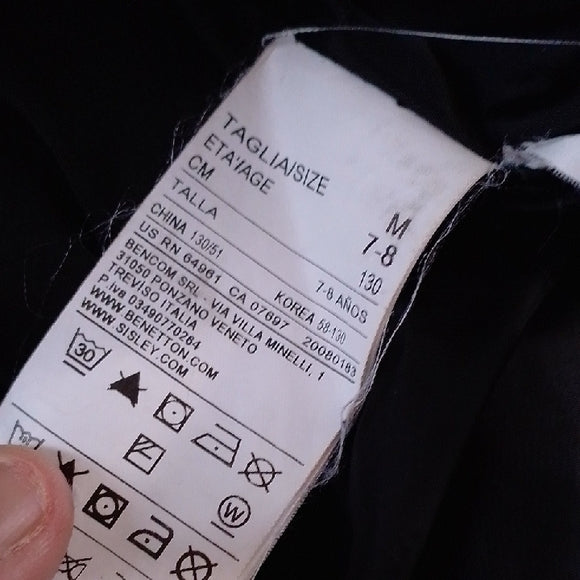 TAGLIA/SIZE M
ETA'/AGE 7-8
CM 130
TALLA 7-8 AÑOS
CHINA 130/51 KOREA 58-130
US RN 64961 CA 07697 20080163
BENCOM SRL - VIA VILLA MINELLI, 1
31050 PONZANO VENETO
TREVISO ITALIA
P.IVA 03490770264
WWW.BENETTON.COM
WWW.SISLEY.COM
30
W